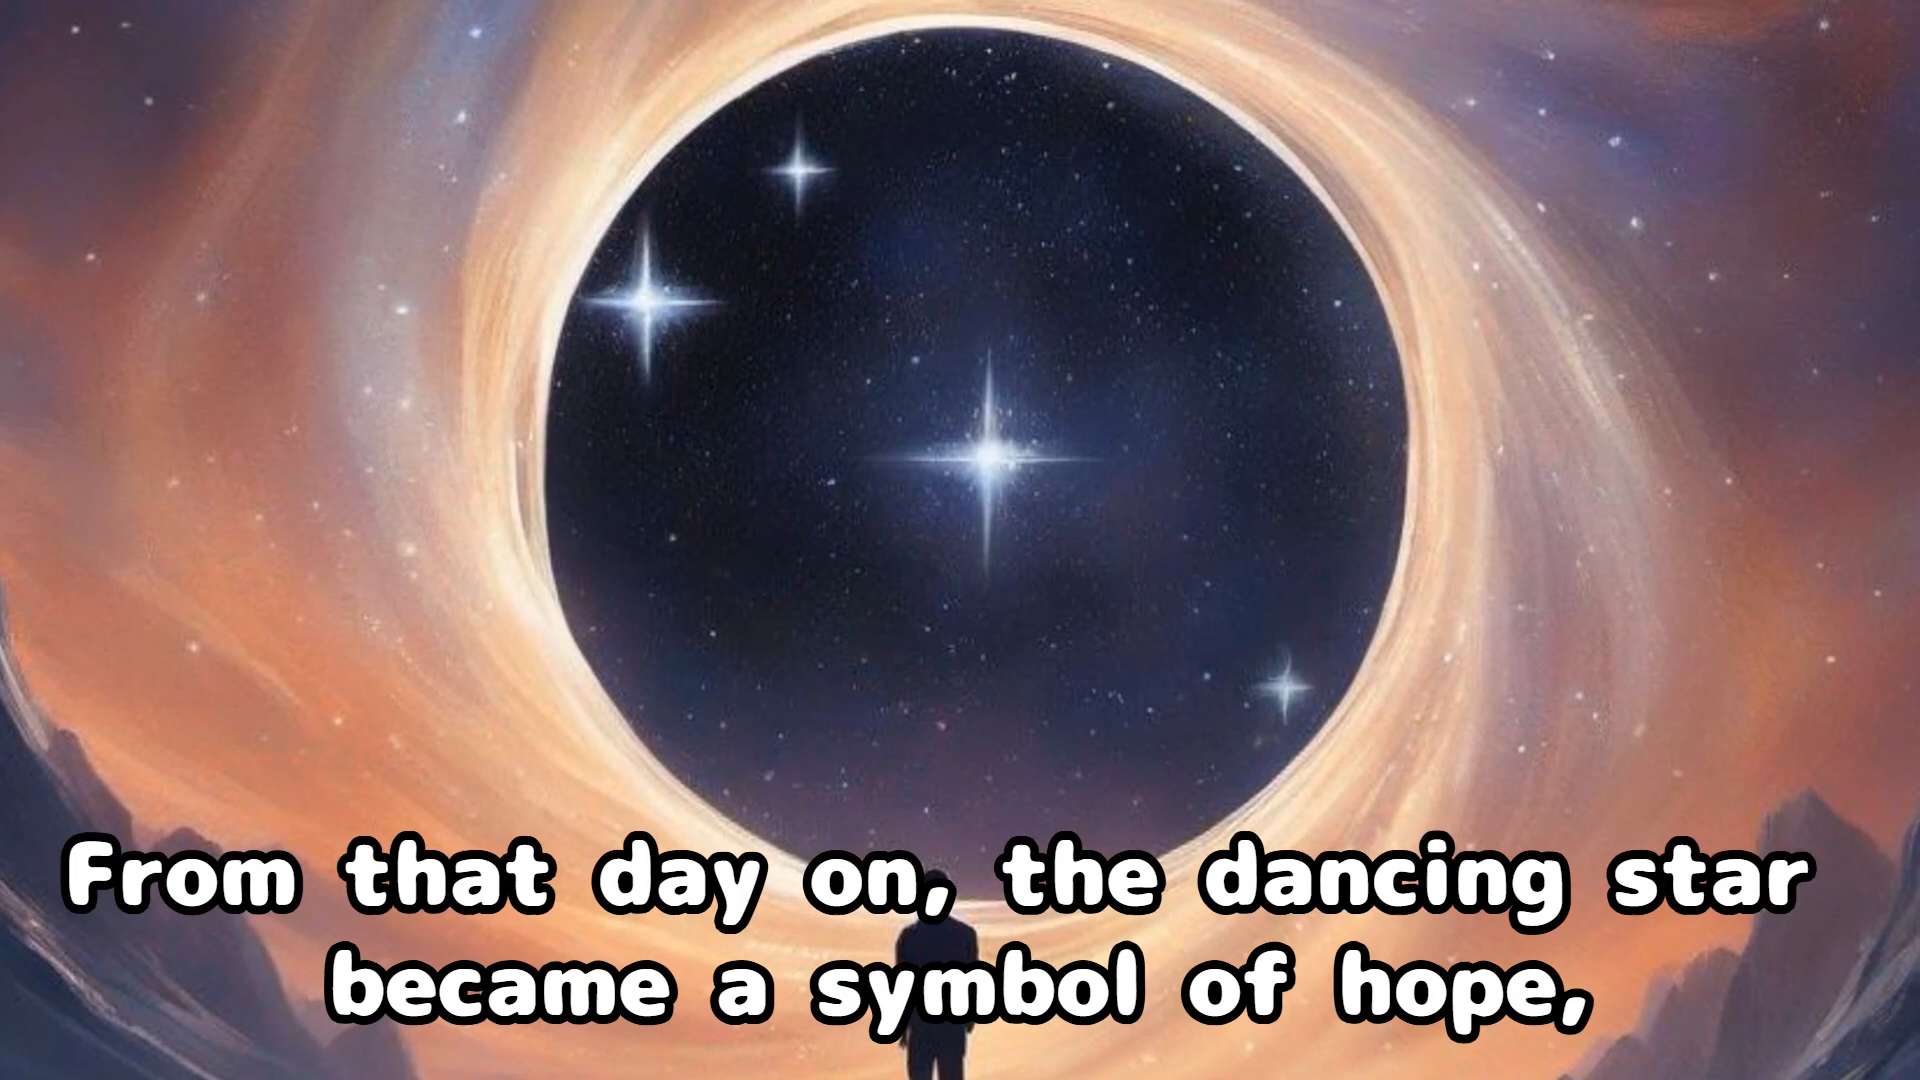 From that day on, the dancing star
became a symbol of hope,